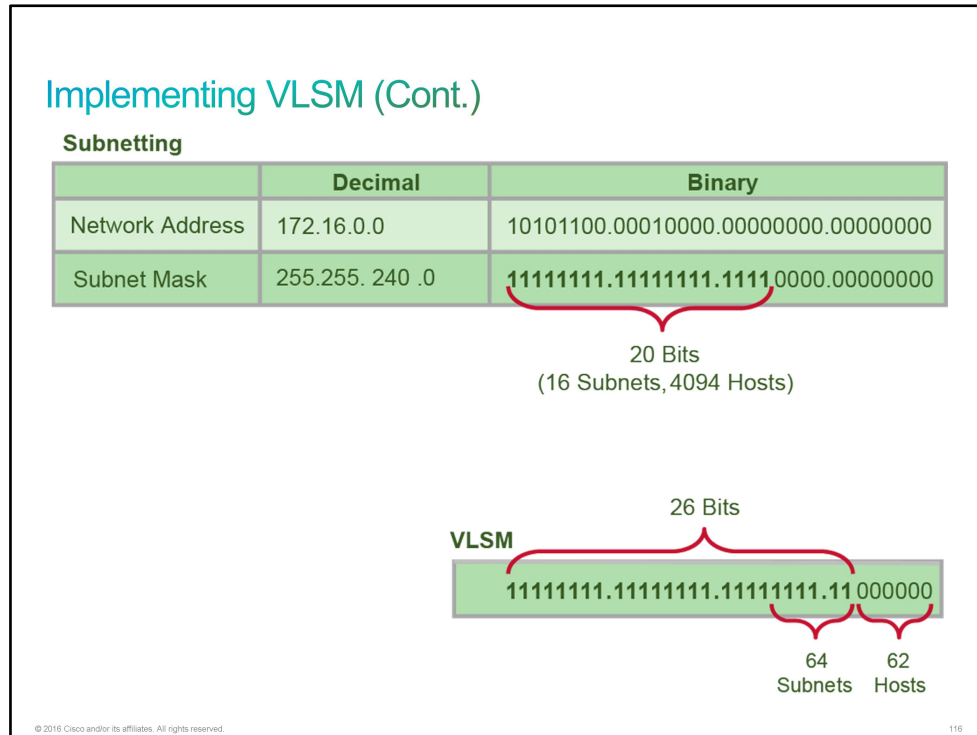 Implementing VLSM (Cont.)
Subnetting
Decimal Binary
Network Address 172.16.0.0 10101100.00010000.00000000.00000000
Subnet Mask 255.255. 240 .0 11111111.11111111.11110000.00000000
20 Bits
(16 Subnets, 4094 Hosts)
26 Bits
VLSM
11111111.11111111.11111111.11000000
64 62
Subnets Hosts
© 2016 Cisco and/or its affiliates. All rights reserved. 116